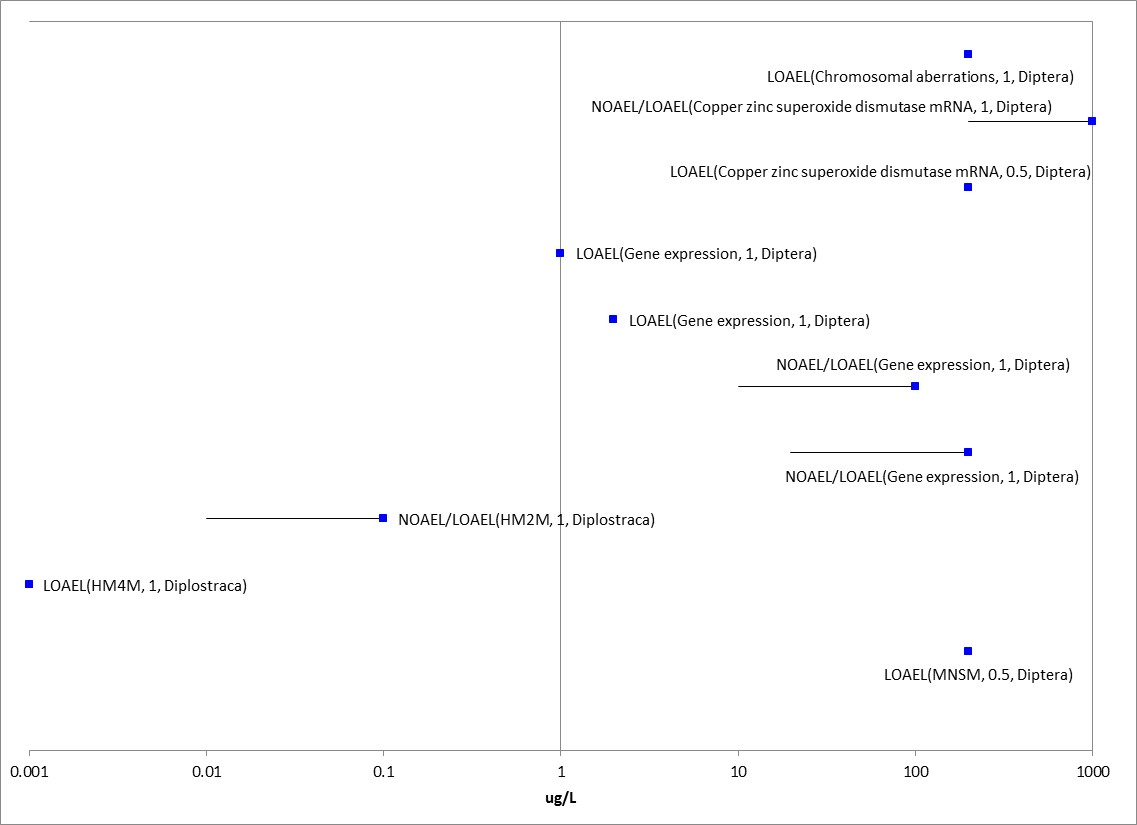 LOAEL(Chromosomal aberrations, 1, Diptera)
NOAEL/LOAEL(Copper zinc superoxide dismutase mRNA, 1, Diptera)
LOAEL(Copper zinc superoxide dismutase mRNA, 0.5, Diptera)
LOAEL(Gene expression, 1, Diptera)
LOAEL(Gene expression, 1, Diptera)
NOAEL/LOAEL(Gene expression, 1, Diptera)
NOAEL/LOAEL(Gene expression, 1, Diptera)
NOAEL/LOAEL(HM2M, 1, Diplostraca)
LOAEL(HM4M, 1, Diplostraca)
LOAEL(MNSM, 0.5, Diptera)
0.001 0.01 0.1 1 10 100 1000
ug/L